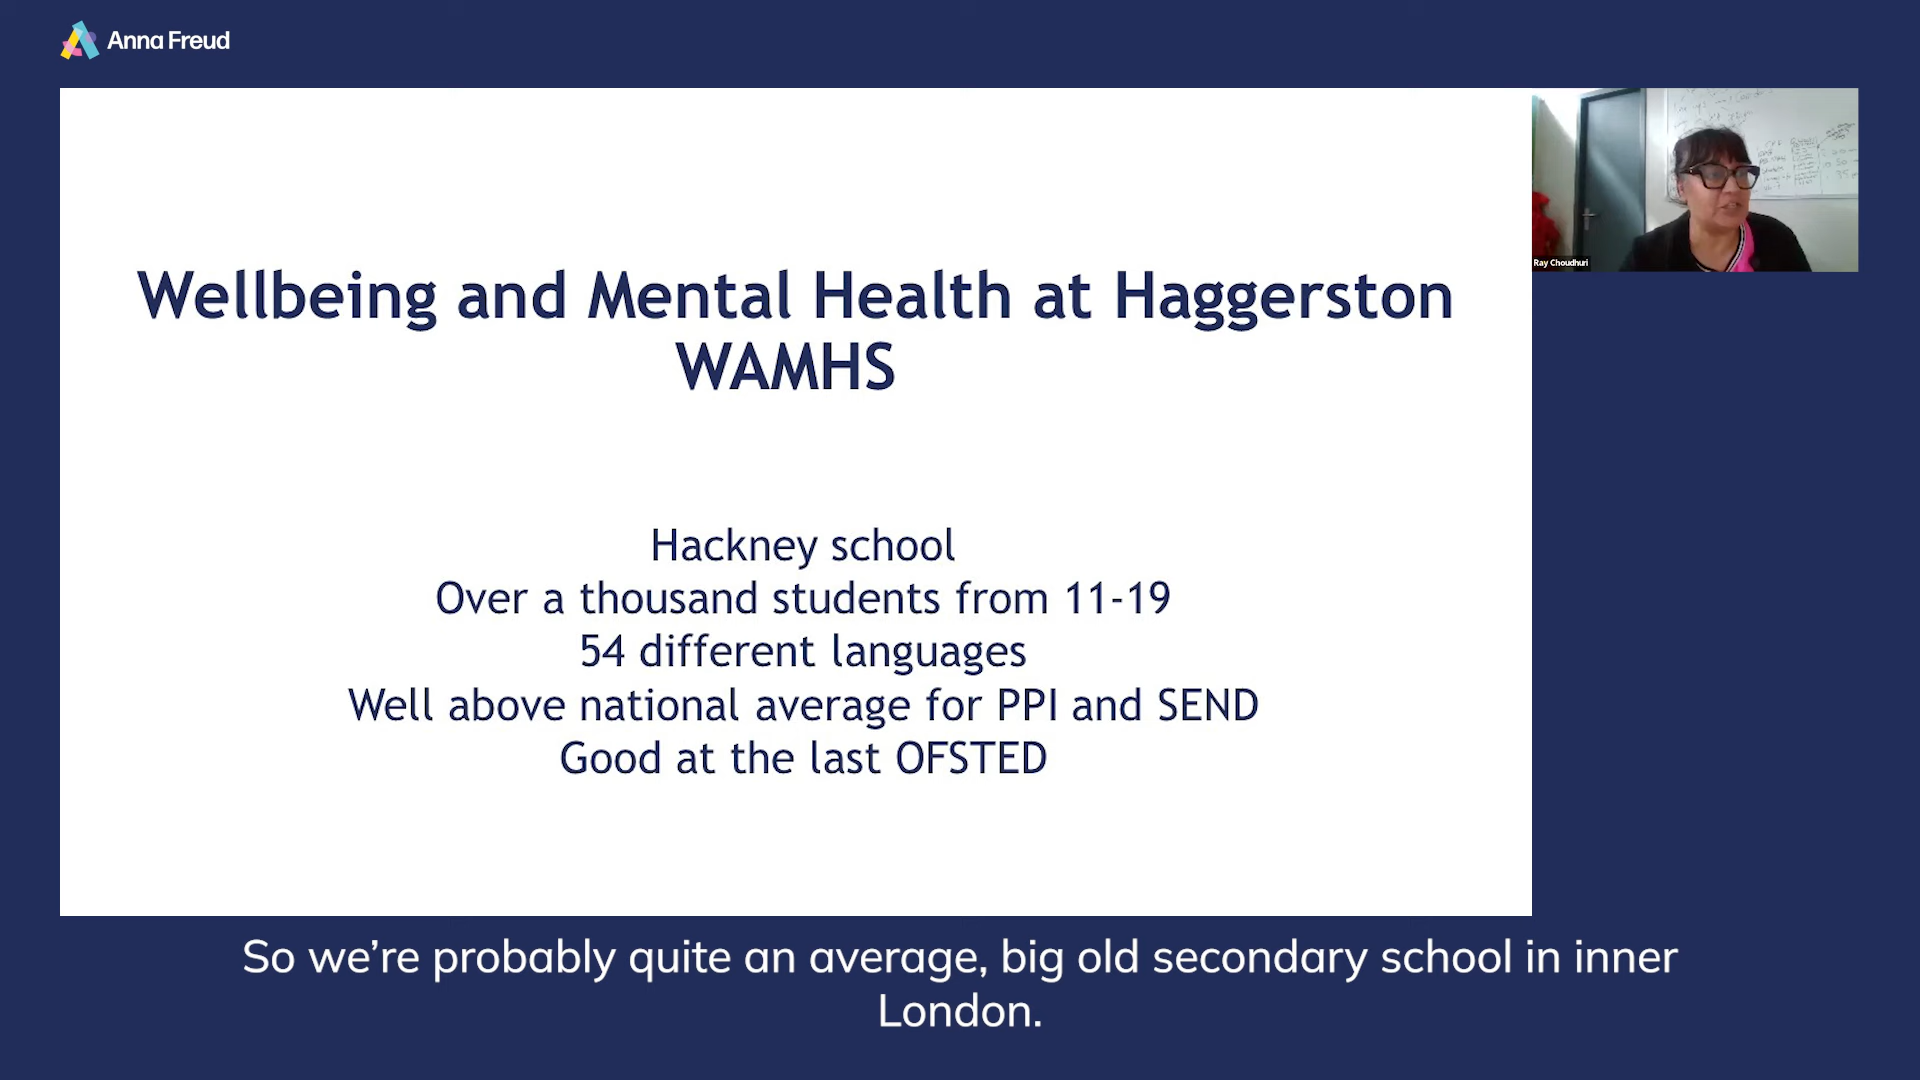 Anna Freud
Wellbeing and Mental Health at Haggerston
WAMHS
Hackney school
Over a thousand students from 11-19
54 different languages
Well above national average for PPI and SEND
Good at the last OFSTED
Ray Choudhuri
So we’re probably quite an average, big old secondary school in inner
London.